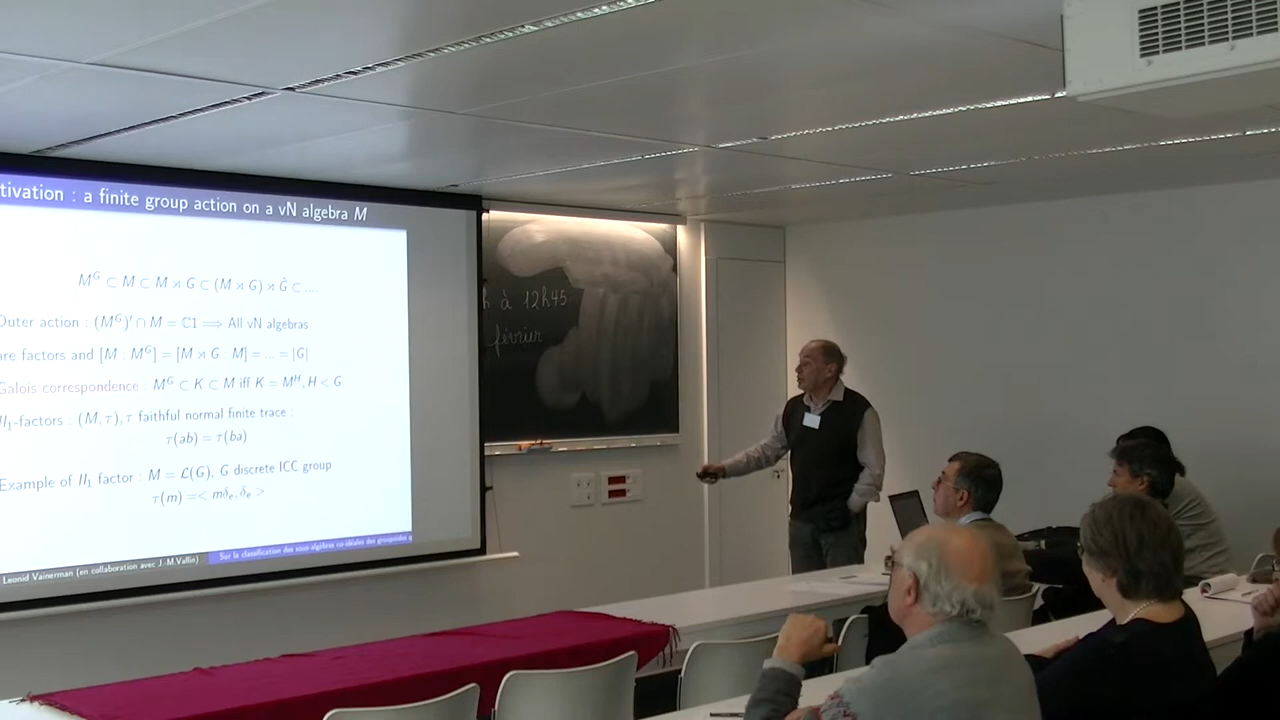 tivation : a finite group action on a vN algebra M
M^G ⊂ M ⊂ M ⋊ G ⊂ (M ⋊ G) ⋊ Ĝ ⊂ ....
Outer action : (M^G)′ ∩ M = ℂ1 ⟹ All vN algebras
are factors and [M : M^G] = [M ⋊ G : M] = ... = |G|
Galois correspondence : M^G ⊂ K ⊂ M iff K = M^H, H < G
II₁-factors : (M, τ), τ faithful normal finite trace :
τ(ab) = τ(ba)
Example of II₁ factor : M = ℒ(G), G discrete ICC group
τ(m) =< mδₑ, δₑ >
Leonid Vainerman (en collaboration avec J.-M.Vallin)
Sur la classification des sous-algèbres co-idéales des groupoïdes q
h à 12h45
février